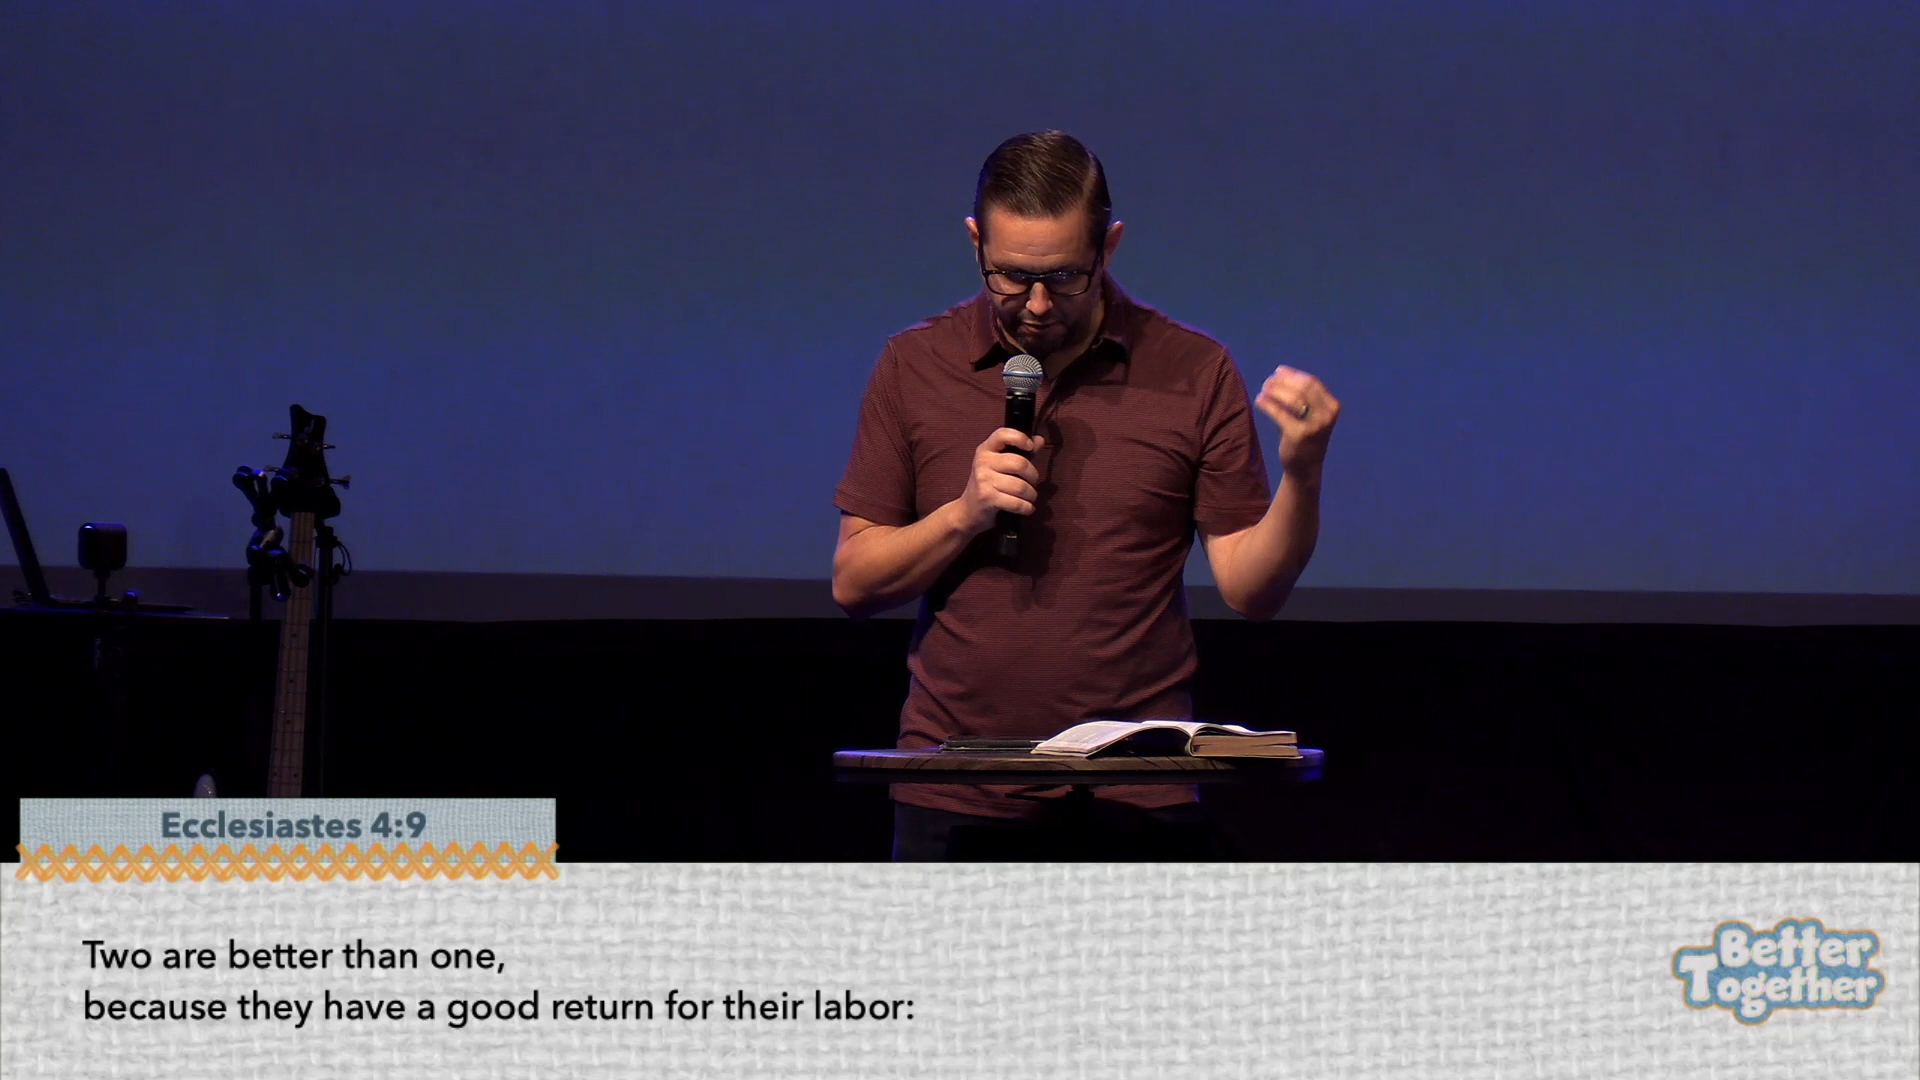 Ecclesiastes 4:9
Two are better than one,
because they have a good return for their labor:
Better
Together